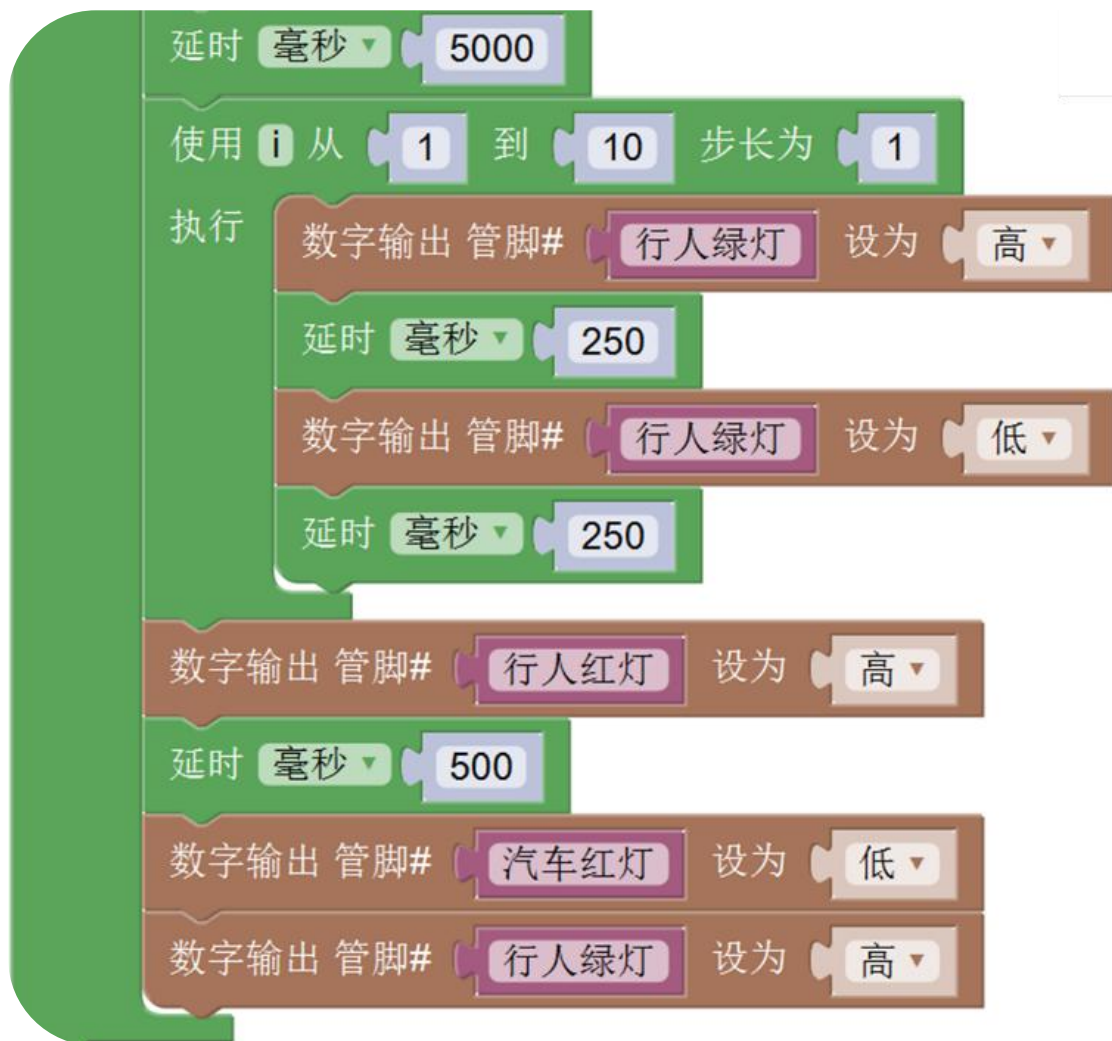 延时 毫秒 5000
使用 i 从 1 到 10 步长为 1
执行 数字输出 管脚# 行人绿灯 设为 高
延时 毫秒 250
数字输出 管脚# 行人绿灯 设为 低
延时 毫秒 250
数字输出 管脚# 行人红灯 设为 高
延时 毫秒 500
数字输出 管脚# 汽车红灯 设为 低
数字输出 管脚# 行人绿灯 设为 高